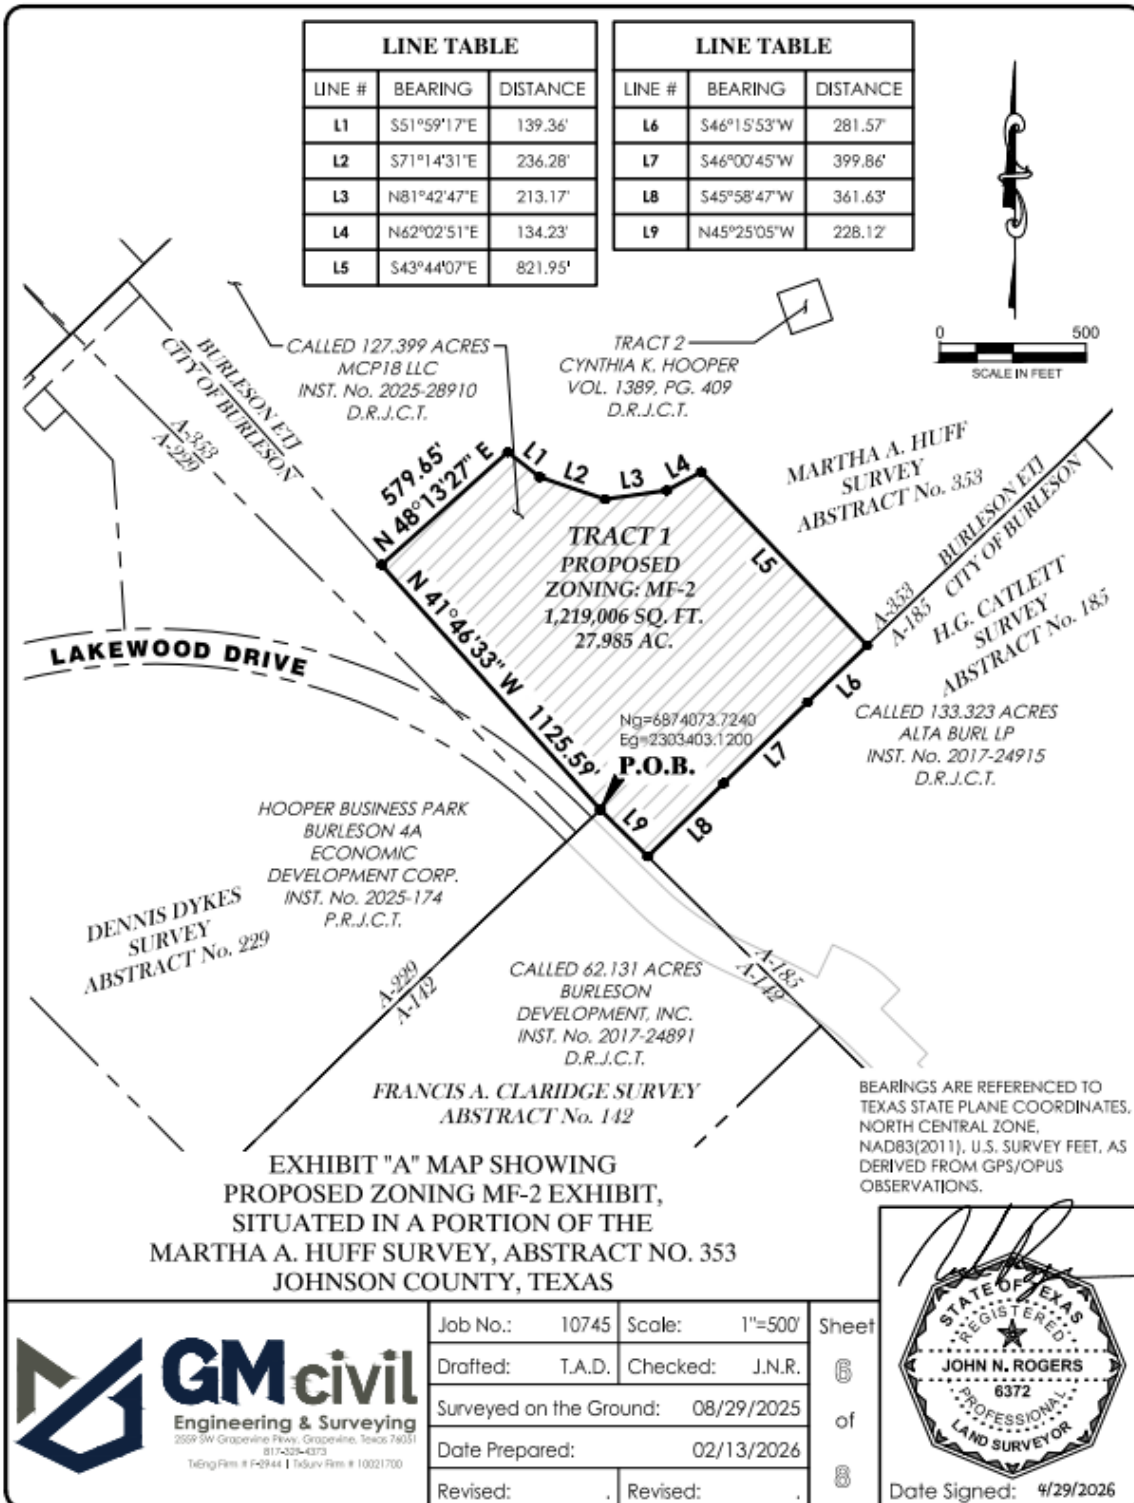 LINE TABLE
LINE # BEARING DISTANCE
L1 S51°59'17"E 139.36'
L2 S71°14'31"E 236.28'
L3 N81°42'47"E 213.17'
L4 N62°02'51"E 134.23'
L5 S43°44'07"E 821.95'
LINE TABLE
LINE # BEARING DISTANCE
L6 S46°15'53"W 281.57'
L7 S46°00'45"W 399.86'
L8 S45°58'47"W 361.63'
L9 N45°25'05"W 228.12'
0 500
SCALE IN FEET
BURLESON ETJ
CITY OF BURLESON
A-353
A-229
CALLED 127.399 ACRES
MCP18 LLC
INST. No. 2025-28910
D.R.J.C.T.
TRACT 2
CYNTHIA K. HOOPER
VOL. 1389, PG. 409
D.R.J.C.T.
MARTHA A. HUFF
SURVEY
ABSTRACT No. 353
BURLESON ETJ
CITY OF BURLESON
A-353
A-185
H.G. CATLETT
SURVEY
ABSTRACT No. 185
579.65'
N 48°13'27" E
L1
L2
L3
L4
L5
TRACT 1
PROPOSED
ZONING: MF-2
1,219,006 SQ. FT.
27.985 AC.
N 41°46'33" W 1125.59'
LAKEWOOD DRIVE
Ng=6874073.7240
Eg=2303403.1200
P.O.B.
L6
L7
L8
L9
CALLED 133.323 ACRES
ALTA BURL LP
INST. No. 2017-24915
D.R.J.C.T.
HOOPER BUSINESS PARK
BURLESON 4A
ECONOMIC
DEVELOPMENT CORP.
INST. No. 2025-174
P.R.J.C.T.
DENNIS DYKES
SURVEY
ABSTRACT No. 229
A-229
A-142
CALLED 62.131 ACRES
BURLESON
DEVELOPMENT, INC.
INST. No. 2017-24891
D.R.J.C.T.
A-185
A-142
FRANCIS A. CLARIDGE SURVEY
ABSTRACT No. 142
BEARINGS ARE REFERENCED TO
TEXAS STATE PLANE COORDINATES,
NORTH CENTRAL ZONE,
NAD83(2011), U.S. SURVEY FEET, AS
DERIVED FROM GPS/OPUS
OBSERVATIONS.
EXHIBIT "A" MAP SHOWING
PROPOSED ZONING MF-2 EXHIBIT,
SITUATED IN A PORTION OF THE
MARTHA A. HUFF SURVEY, ABSTRACT NO. 353
JOHNSON COUNTY, TEXAS
GM civil
Engineering & Surveying
2559 SW Grapevine Pkwy, Grapevine, Texas 76051
817-329-4373
TxEng Firm # F-2944 | TxSurv Firm # 10021700
Job No.: 10745 Scale: 1"=500'
Drafted: T.A.D. Checked: J.N.R.
Surveyed on the Ground: 08/29/2025
Date Prepared: 02/13/2026
Revised: . Revised: .
Sheet
6
of
8
STATE OF TEXAS
REGISTERED
JOHN N. ROGERS
6372
PROFESSIONAL
LAND SURVEYOR
Date Signed: 4/29/2026